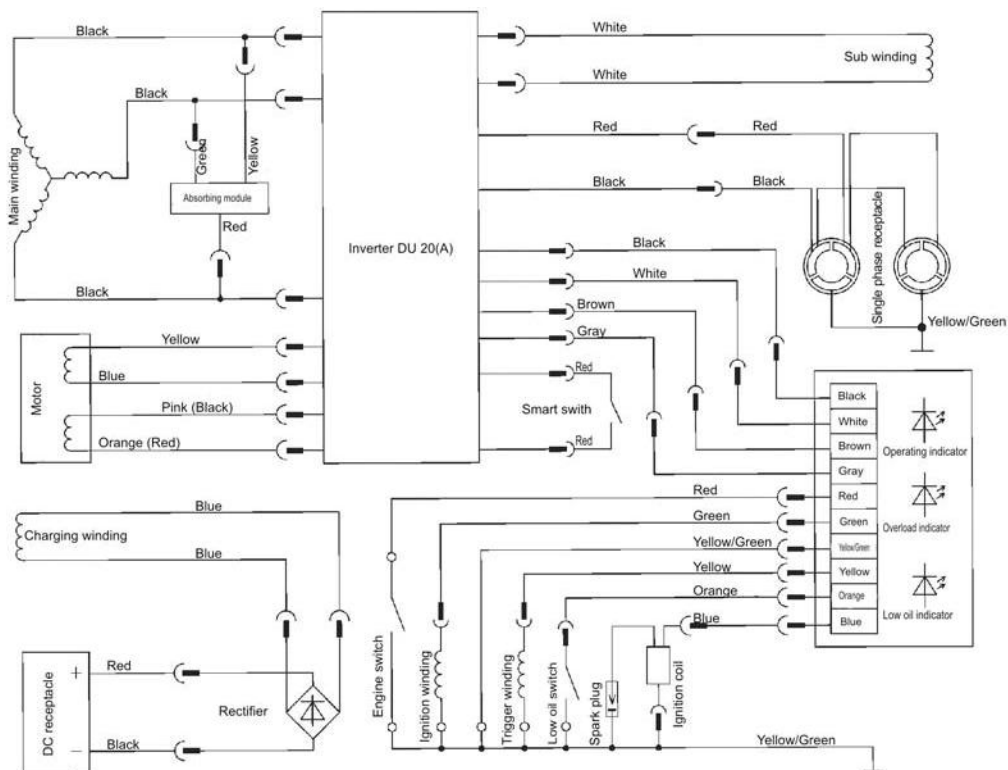 Black
White
Sub winding
White
Black
Red
Red
Green
Yellow
Main winding
Absorbing module
Black
Black
Red
Inverter DU 20(A)
Black
White
Single phase receptacle
Black
Brown
Yellow/Green
Yellow
Gray
Motor
Blue
Red
Pink (Black)
Smart swith
Orange (Red)
Red
Black
White
Brown
Operating indicator
Gray
Red
Red
Green
Green
Overload indicator
Yellow/Green
Yellow/Green
Yellow
Yellow
Orange
Orange
Low oil indicator
Blue
Blue
Blue
Charging winding
Blue
Engine switch
Ignition winding
Trigger winding
Low oil switch
Spark plug
Ignition coil
DC receptacle
+
Red
Rectifier
−
Black
Yellow/Green